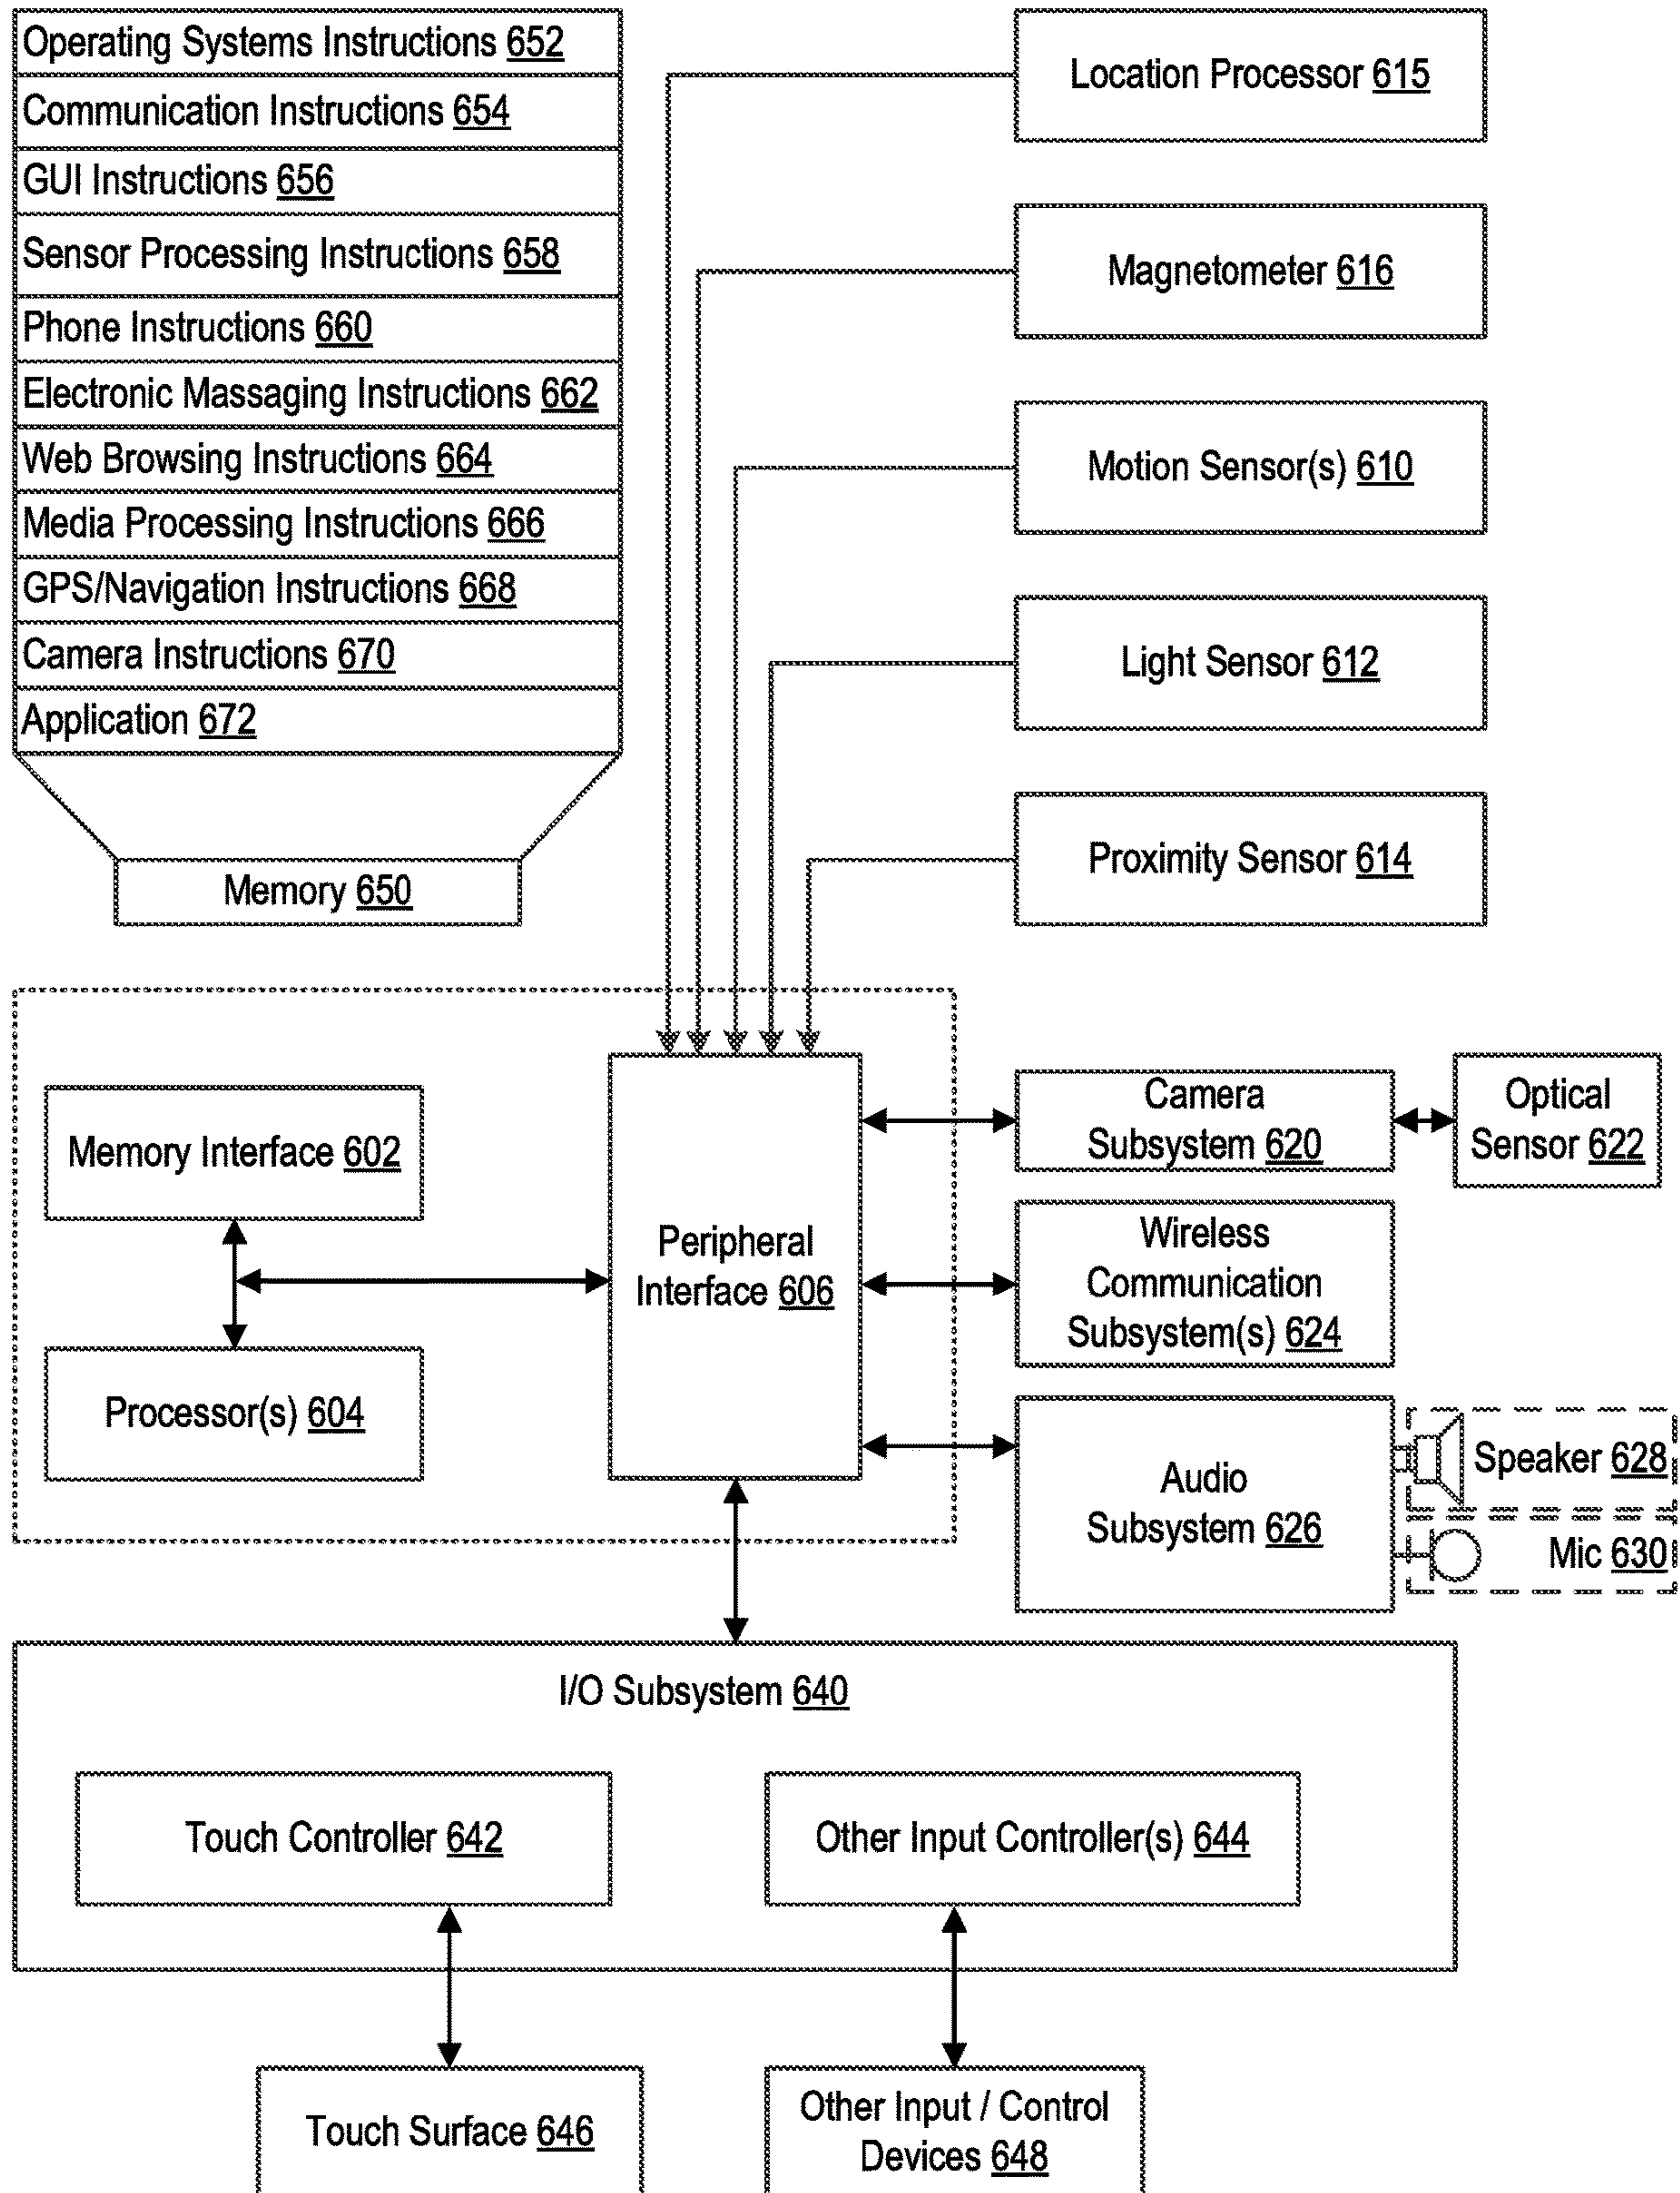 Operating Systems Instructions 652
Communication Instructions 654
GUI Instructions 656
Sensor Processing Instructions 658
Phone Instructions 660
Electronic Massaging Instructions 662
Web Browsing Instructions 664
Media Processing Instructions 666
GPS/Navigation Instructions 668
Camera Instructions 670
Application 672
Memory 650
Location Processor 615
Magnetometer 616
Motion Sensor(s) 610
Light Sensor 612
Proximity Sensor 614
Memory Interface 602
Processor(s) 604
Peripheral
Interface 606
Camera
Subsystem 620
Optical
Sensor 622
Wireless
Communication
Subsystem(s) 624
Audio
Subsystem 626
Speaker 628
Mic 630
I/O Subsystem 640
Touch Controller 642
Other Input Controller(s) 644
Touch Surface 646
Other Input / Control
Devices 648